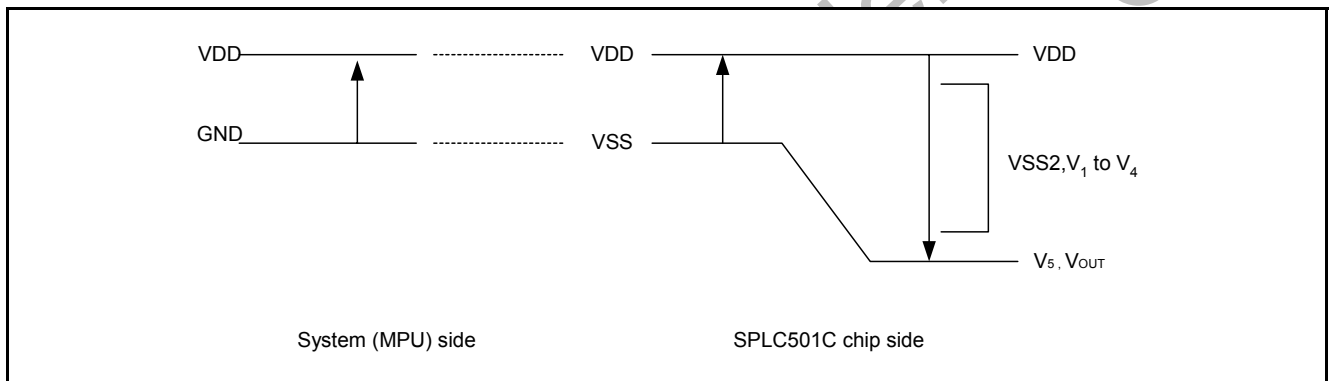 VDD VDD VDD
GND VSS
VSS2,V₁ to V₄
V₅ , VOUT
System (MPU) side SPLC501C chip side